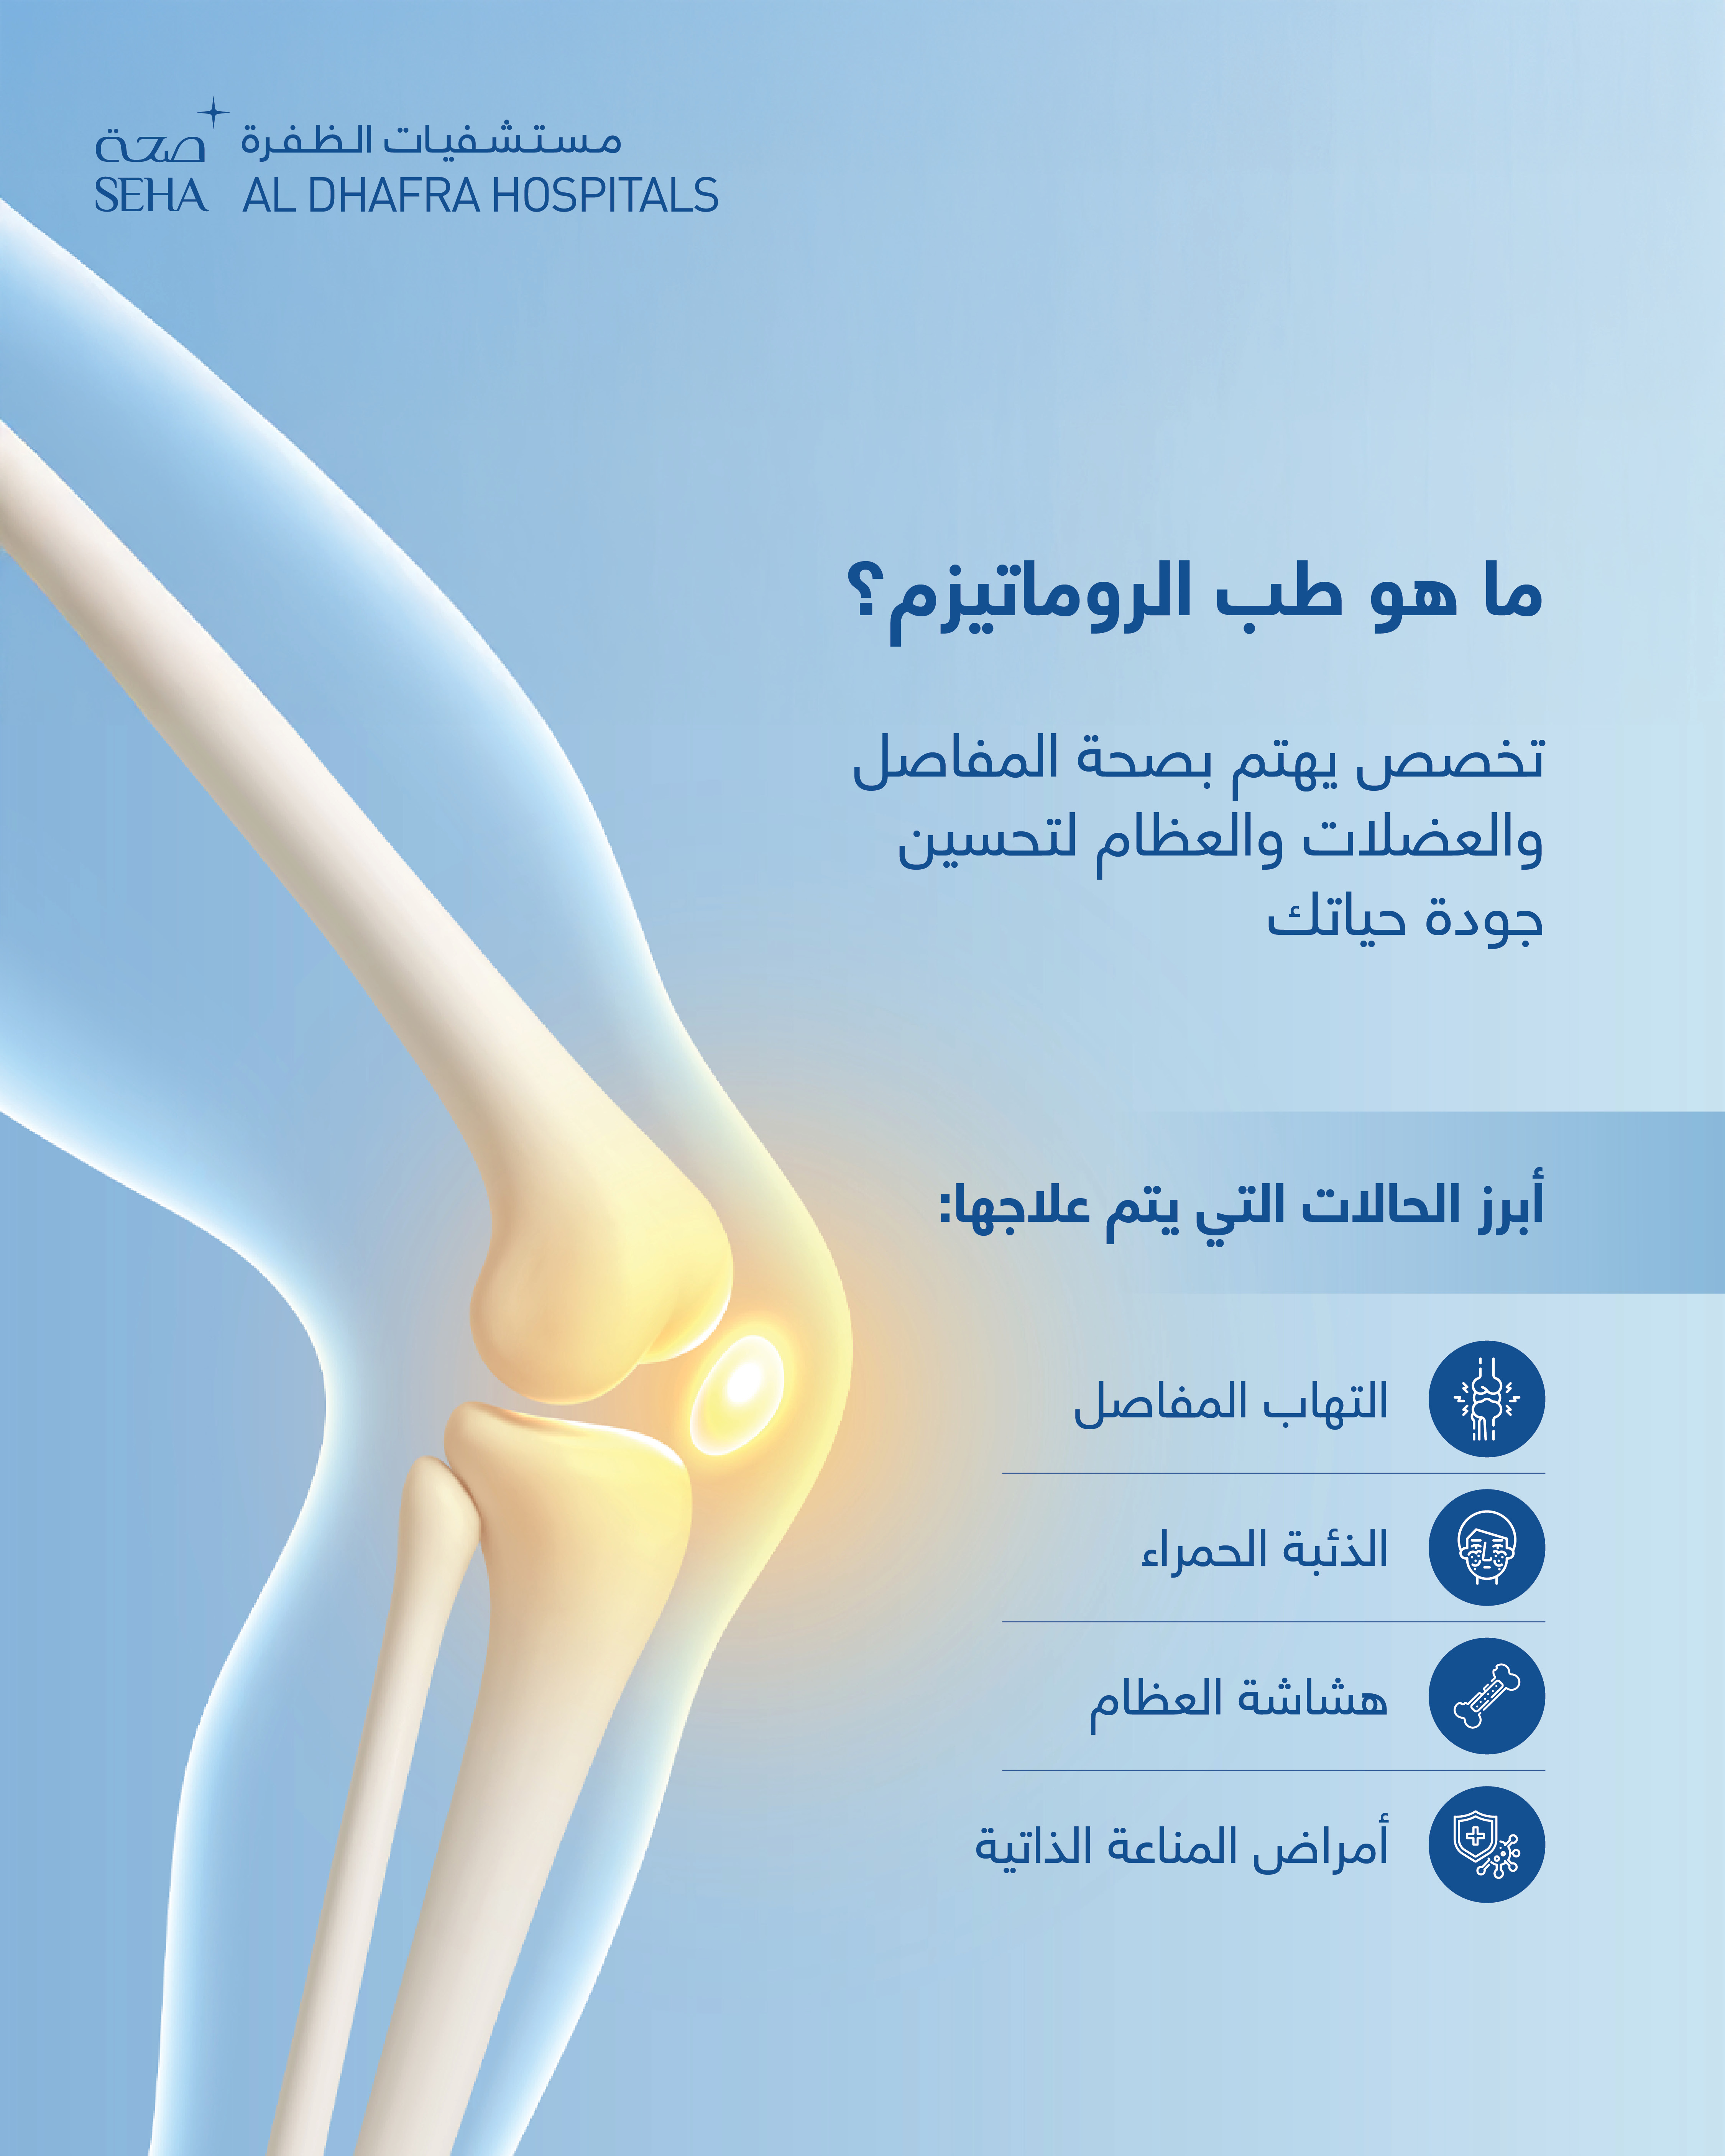 صحة مستشفيات الظفرة
SEHA AL DHAFRA HOSPITALS
ما هو طب الروماتيزم؟
تخصص يهتم بصحة المفاصل
والعضلات والعظام لتحسين
جودة حياتك
أبرز الحالات التي يتم علاجها:
التهاب المفاصل
الذئبة الحمراء
هشاشة العظام
أمراض المناعة الذاتية